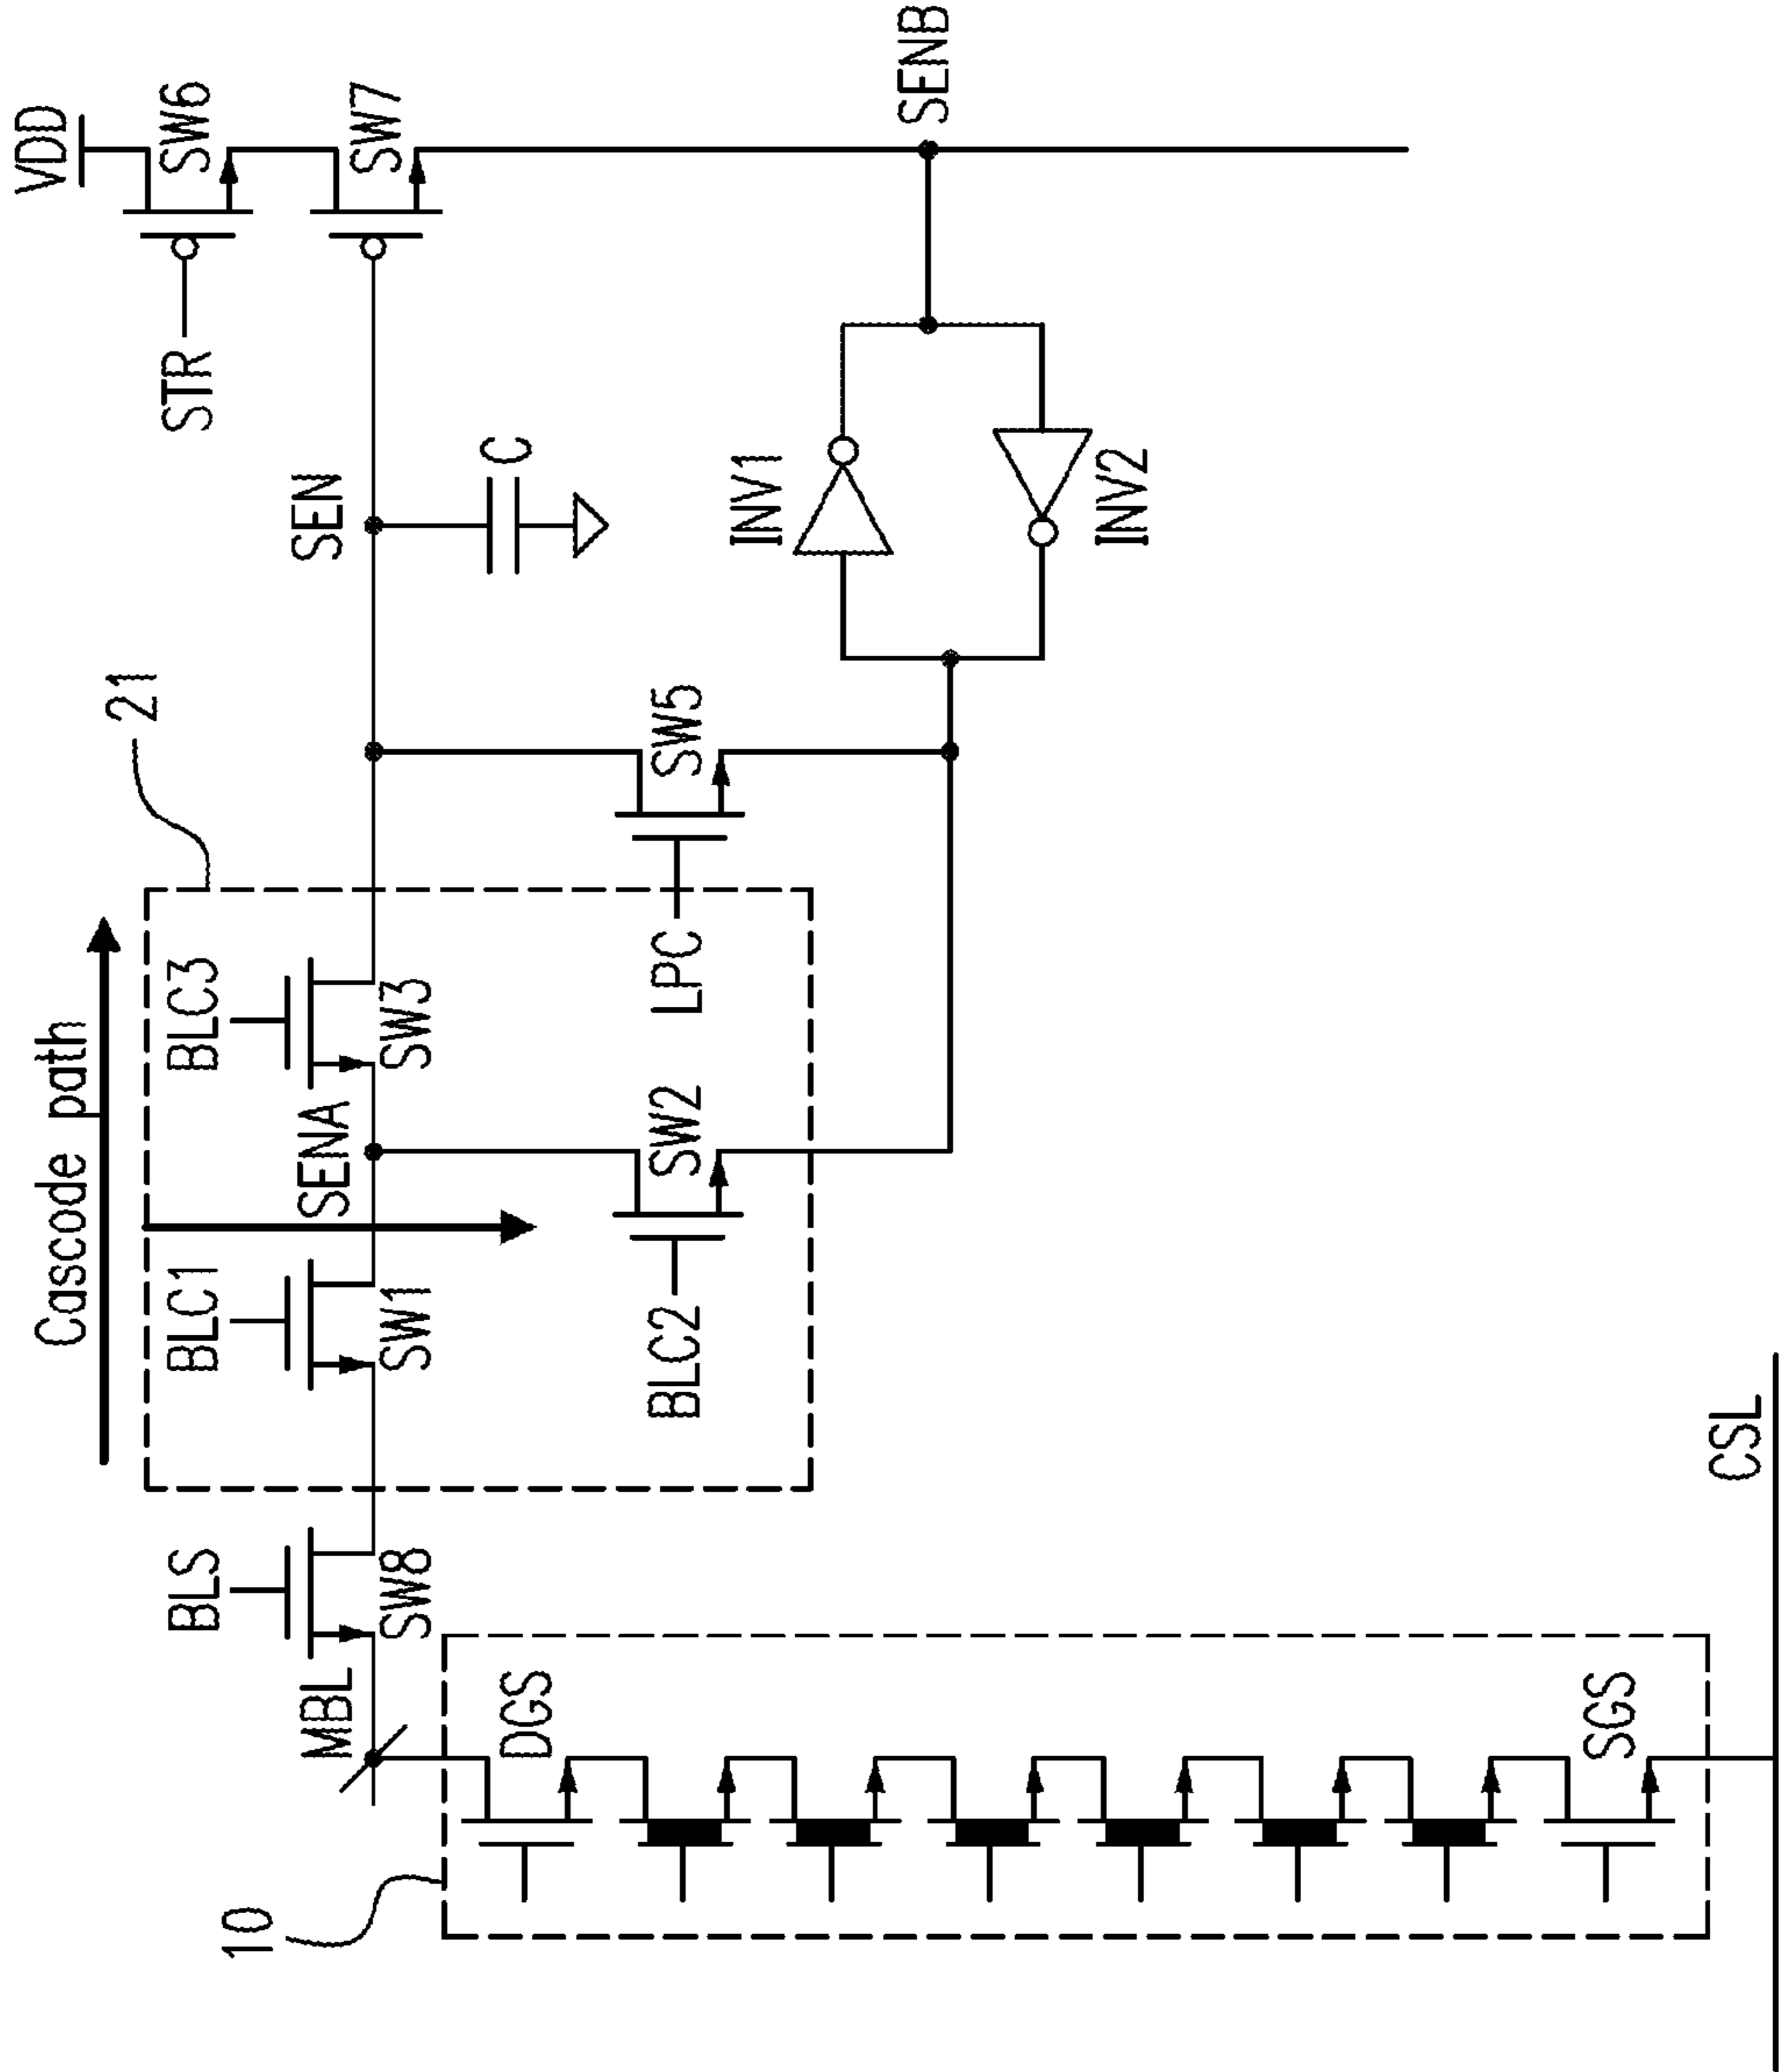 VDD
SW6
SW7
STR
SEN
C
SENB
INV1
INV2
21
SW5
LPC
Cascode path
BLC3
SW3
SENA
SW2
BLC1
SW1
BLC2
BLS
SW8
MBL
DGS
SGS
CSL
10